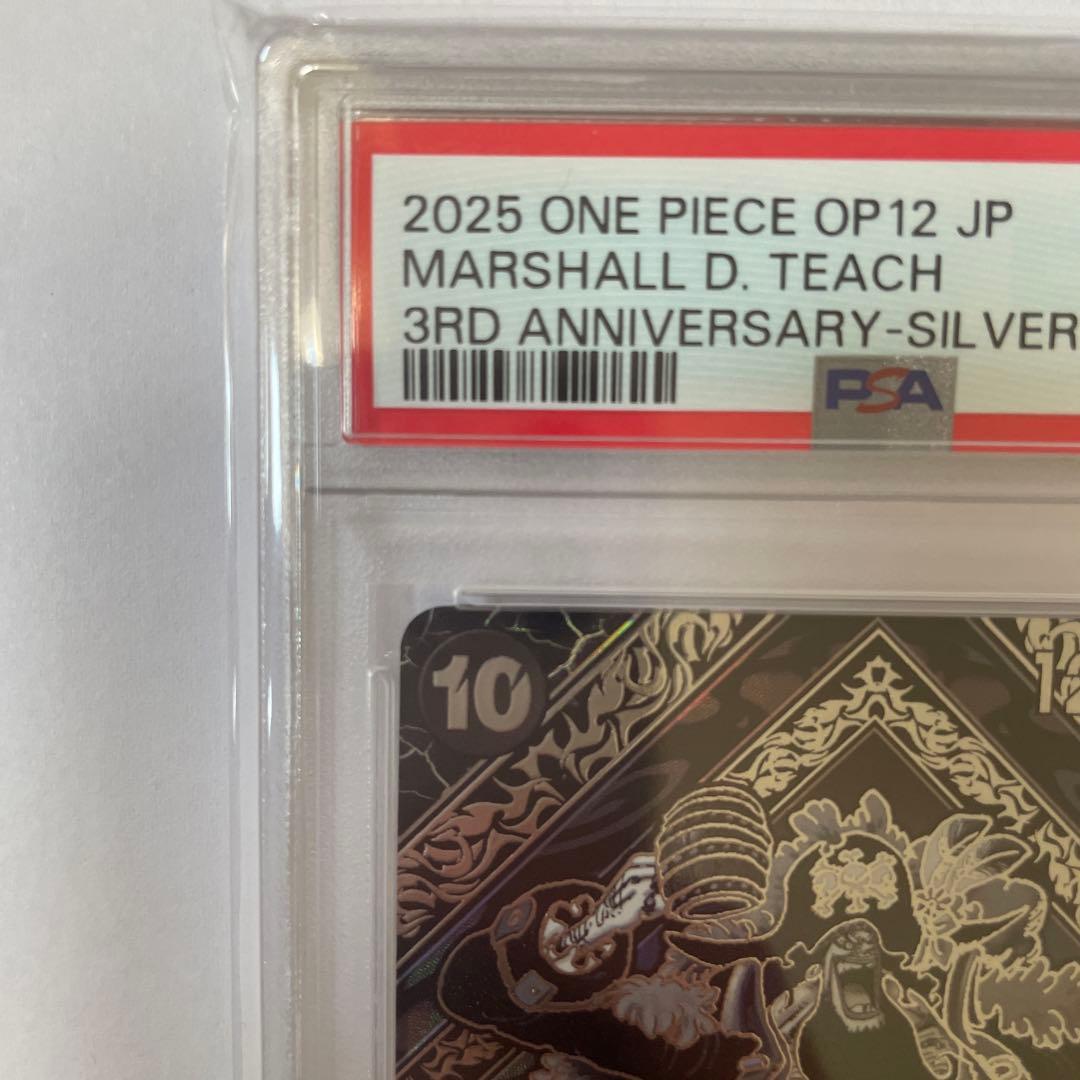 2025 ONE PIECE OP12 JP
MARSHALL D. TEACH
3RD ANNIVERSARY-SILVER
PSA
10